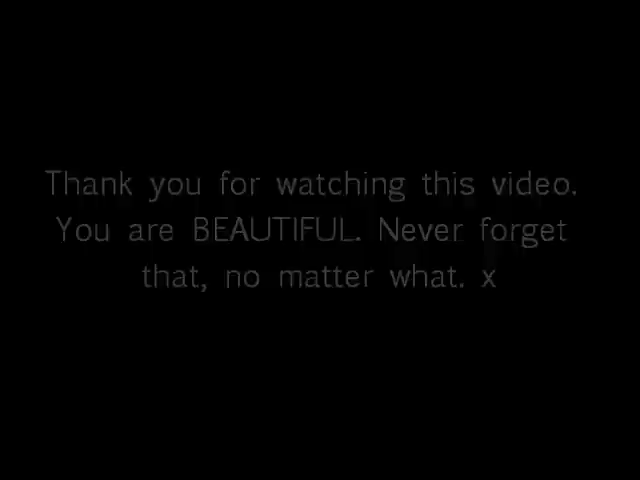 Thank you for watching this video.
You are BEAUTIFUL. Never forget
that, no matter what. x